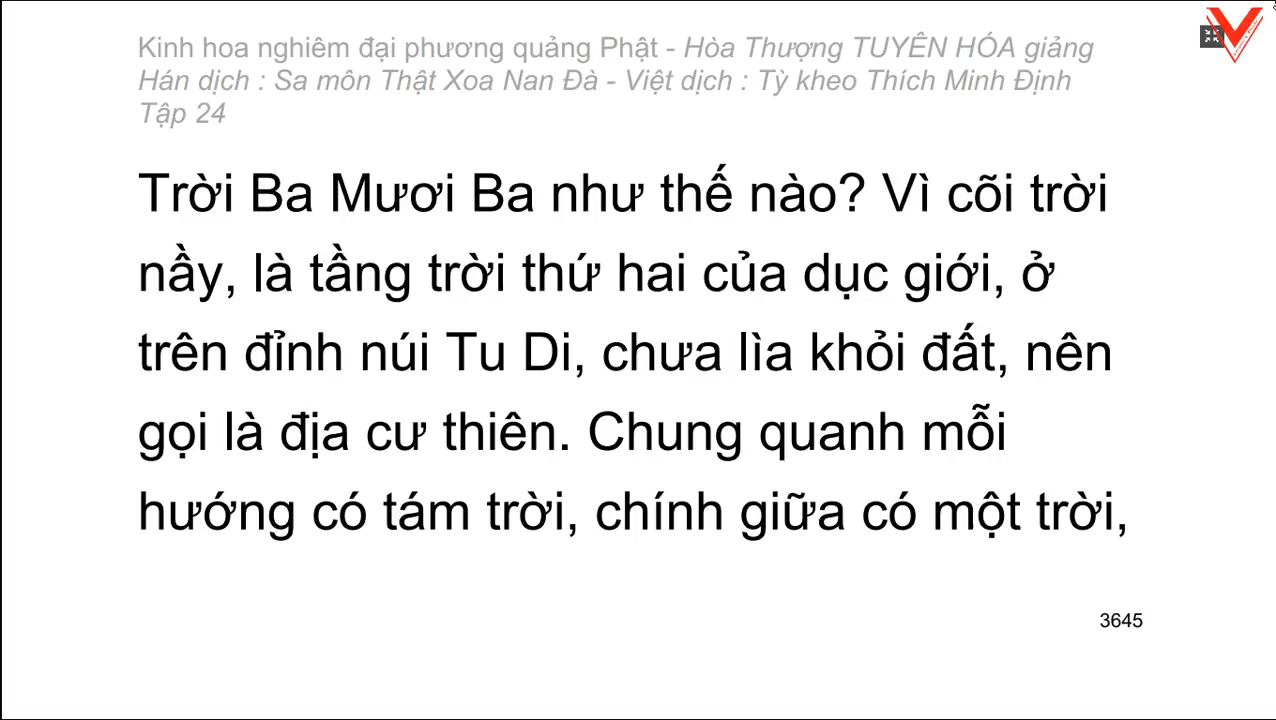 Kinh hoa nghiêm đại phương quảng Phật - Hòa Thượng TUYÊN HÓA giảng
Hán dịch : Sa môn Thật Xoa Nan Đà - Việt dịch : Tỳ kheo Thích Minh Định
Tập 24
Trời Ba Mươi Ba như thế nào? Vì cõi trời
nầy, là tầng trời thứ hai của dục giới, ở
trên đỉnh núi Tu Di, chưa lìa khỏi đất, nên
gọi là địa cư thiên. Chung quanh mỗi
hướng có tám trời, chính giữa có một trời,
3645